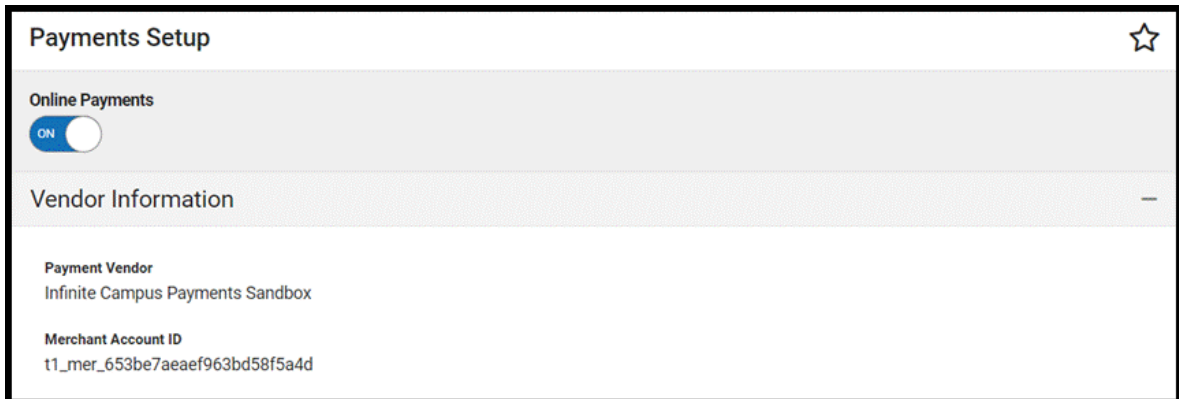 Payments Setup
Online Payments
ON
Vendor Information
Payment Vendor
Infinite Campus Payments Sandbox
Merchant Account ID
t1_mer_653be7aeaef963bd58f5a4d